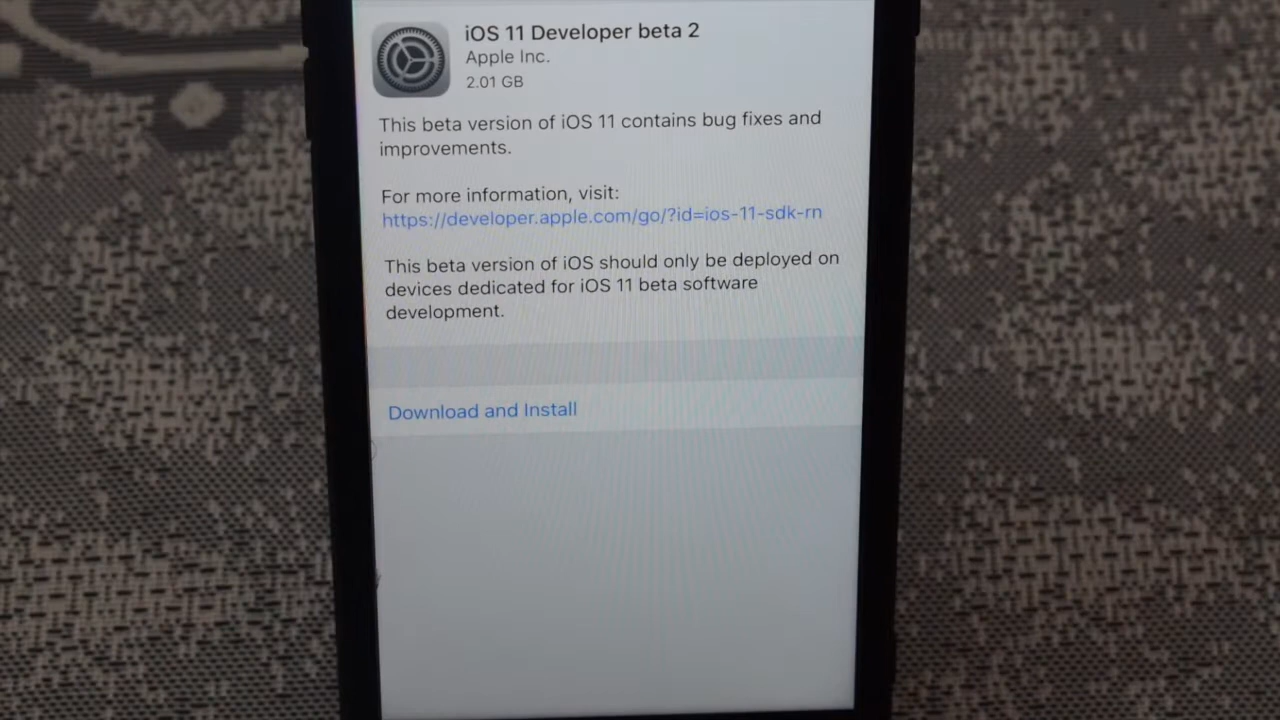 iOS 11 Developer beta 2
Apple Inc.
2.01 GB
This beta version of iOS 11 contains bug fixes and
improvements.
For more information, visit:
https://developer.apple.com/go/?id=ios-11-sdk-rn
This beta version of iOS should only be deployed on
devices dedicated for iOS 11 beta software
development.
Download and Install